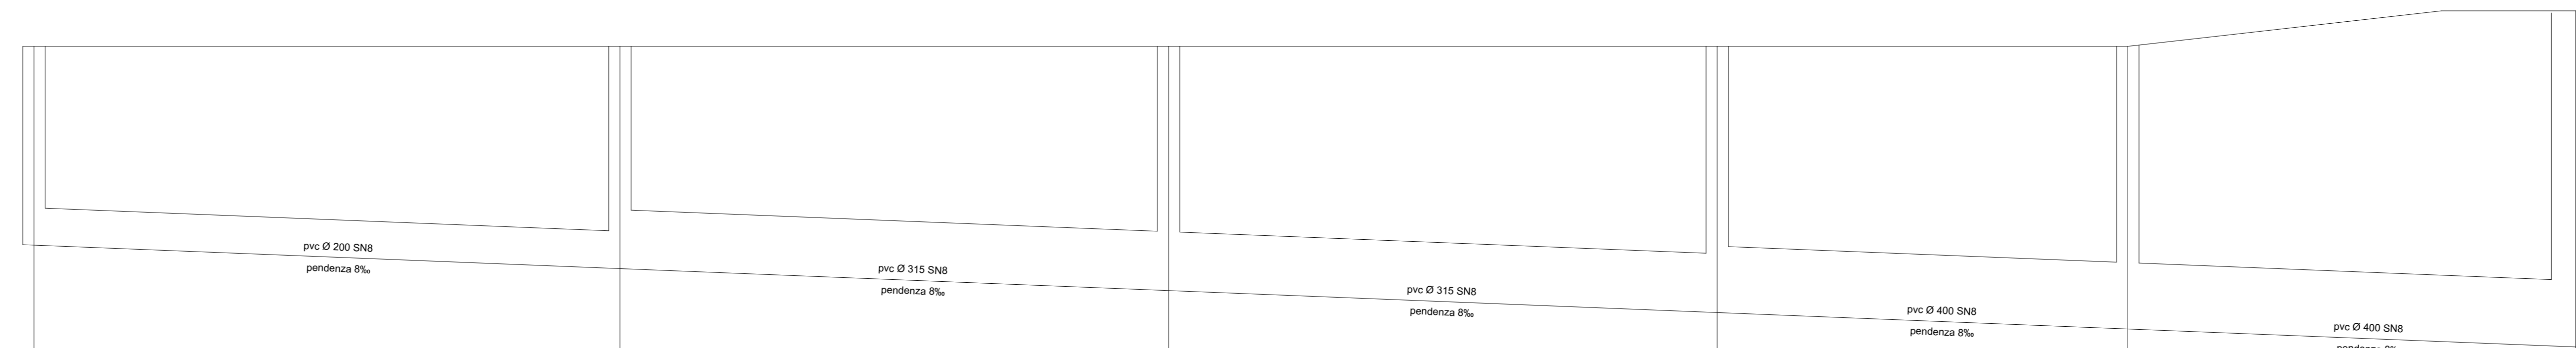 pvc Ø 200 SN8
pendenza 8‰
pvc Ø 315 SN8
pendenza 8‰
pvc Ø 315 SN8
pendenza 8‰
pvc Ø 400 SN8
pendenza 8‰
pvc Ø 400 SN8